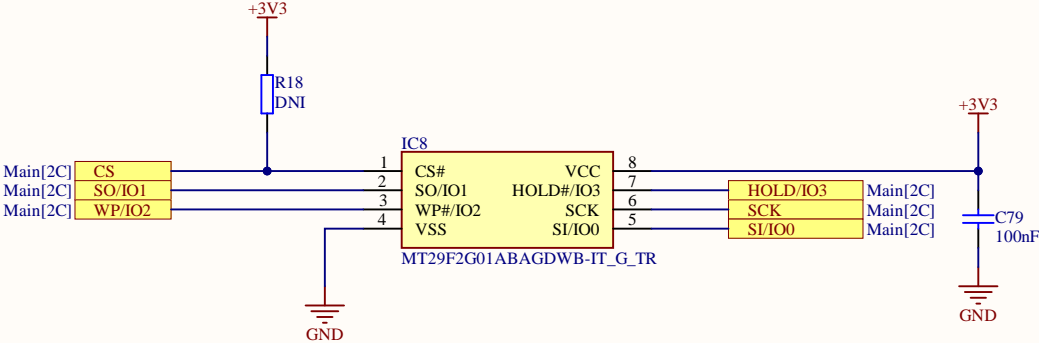 +3V3
R18
DNI
+3V3
IC8
Main[2C] CS 1 CS# VCC 8
Main[2C] SO/IO1 2 SO/IO1 HOLD#/IO3 7 HOLD/IO3 Main[2C]
Main[2C] WP/IO2 3 WP#/IO2 SCK 6 SCK Main[2C]
4 VSS SI/IO0 5 SI/IO0 Main[2C]
C79
100nF
MT29F2G01ABAGDWB-IT_G_TR
GND
GND